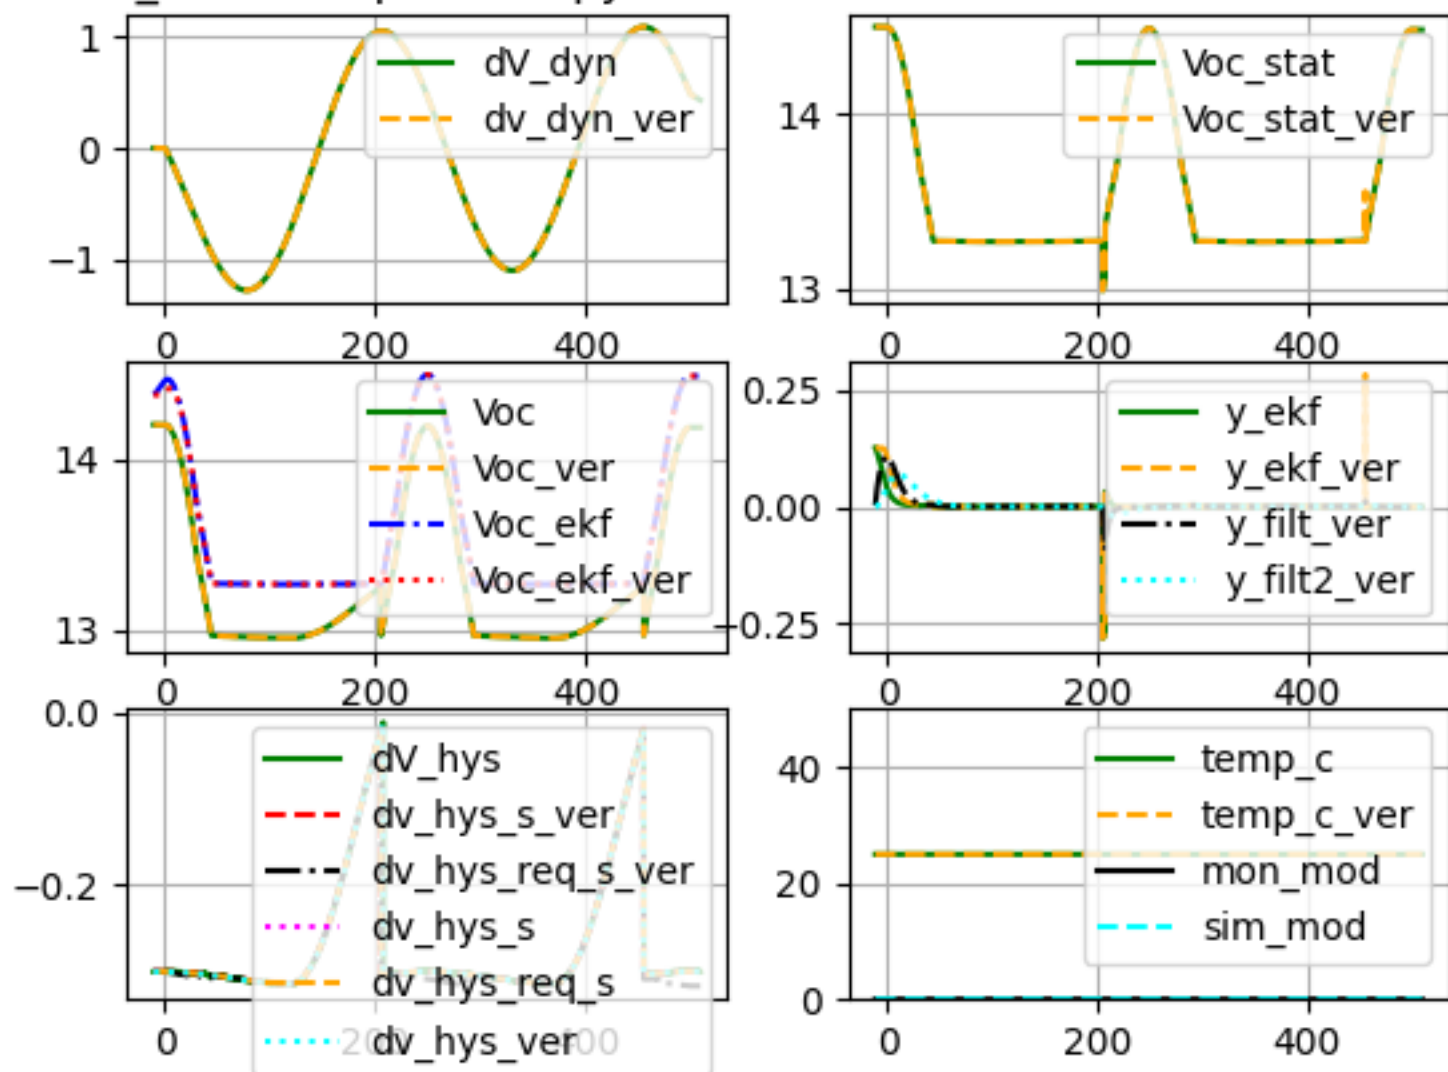 1
0
−1
0
200
400
dV_dyn
dv_dyn_ver
14
13
0
200
400
Voc_stat
Voc_stat_ver
14
13
0
200
400
Voc
Voc_ver
Voc_ekf
Voc_ekf_ver
0.25
0.00
−0.25
0
200
400
y_ekf
y_ekf_ver
y_filt_ver
y_filt2_ver
0.0
−0.2
0
200
400
dV_hys
dv_hys_s_ver
dv_hys_req_s_ver
dv_hys_s
dv_hys_req_s
dv_hys_ver
40
20
0
0
200
400
temp_c
temp_c_ver
mon_mod
sim_mod